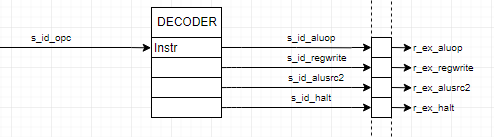 DECODER
s_id_opc
Instr
s_id_aluop
r_ex_aluop
s_id_regwrite
r_ex_regwrite
s_id_alusrc2
r_ex_alusrc2
s_id_halt
r_ex_halt